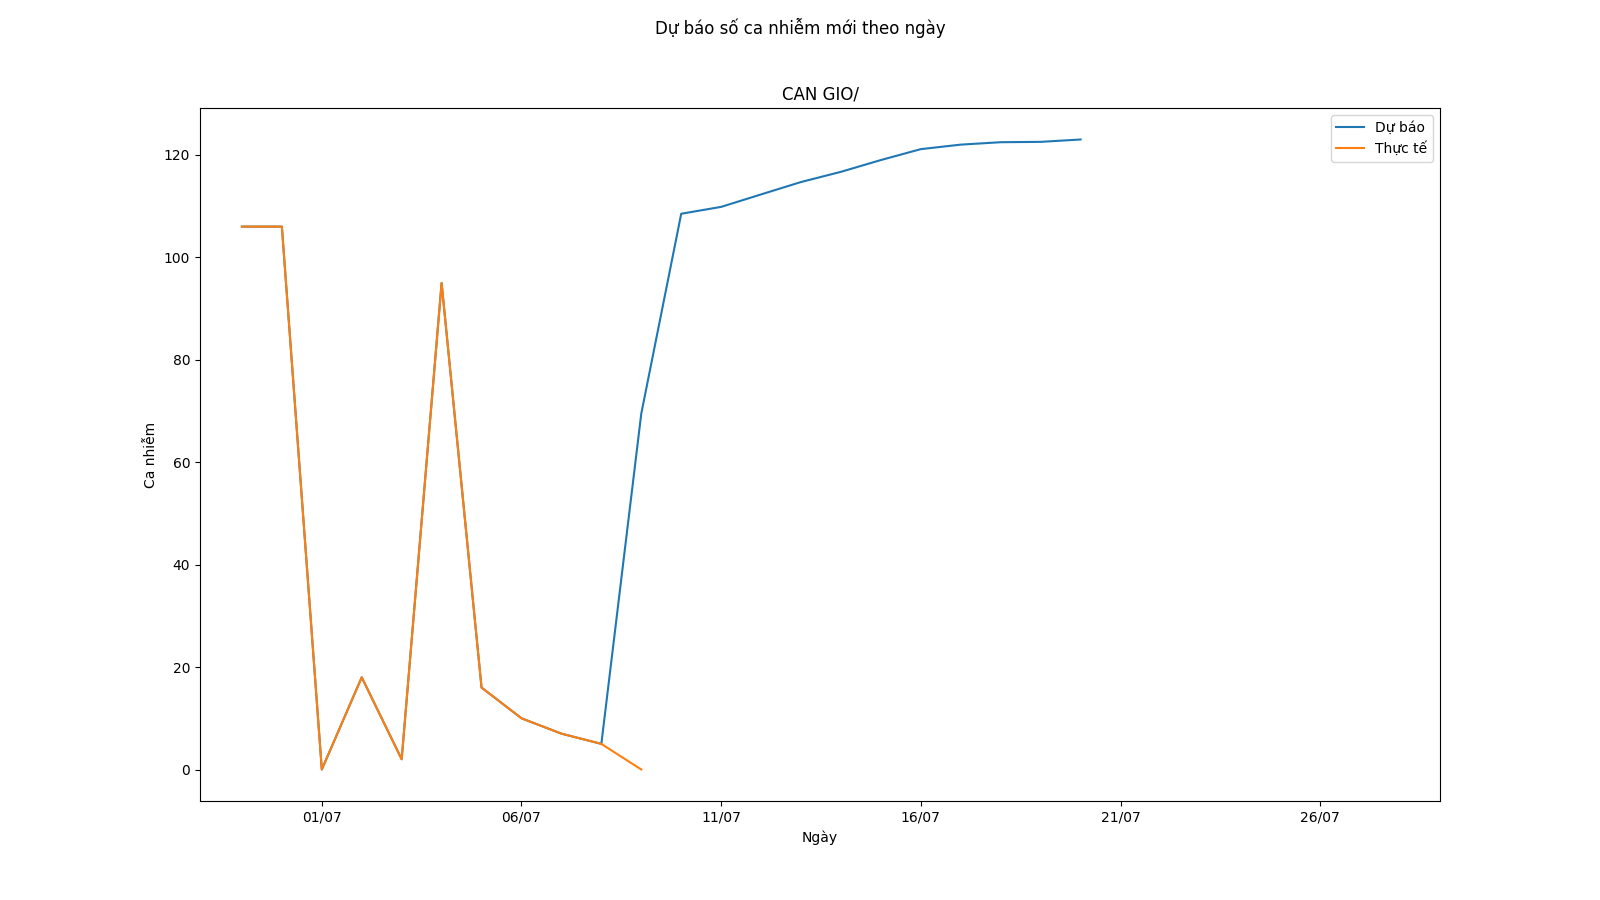 Dự báo số ca nhiễm mới theo ngày
CAN GIO/
Dự báo
Thực tế
120
100
80
60
40
20
0
Ca nhiễm
01/07 06/07 11/07 16/07 21/07 26/07
Ngày